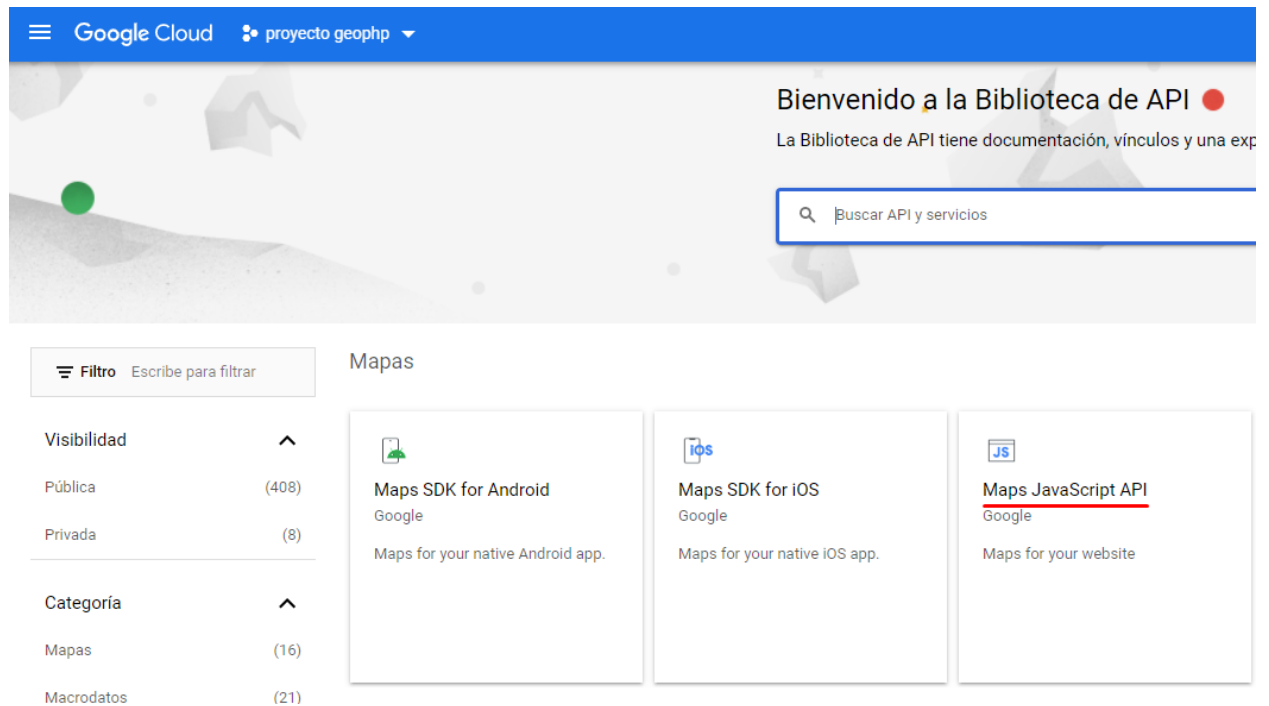 Google Cloud proyecto geophp
Bienvenido a la Biblioteca de API
La Biblioteca de API tiene documentación, vínculos y una exp
Buscar API y servicios
Filtro Escribe para filtrar
Visibilidad
Pública (408)
Privada (8)
Categoría
Mapas (16)
Macrodatos (21)
Mapas
Maps SDK for Android
Google
Maps for your native Android app.
iOS
Maps SDK for iOS
Google
Maps for your native iOS app.
JS
Maps JavaScript API
Google
Maps for your website